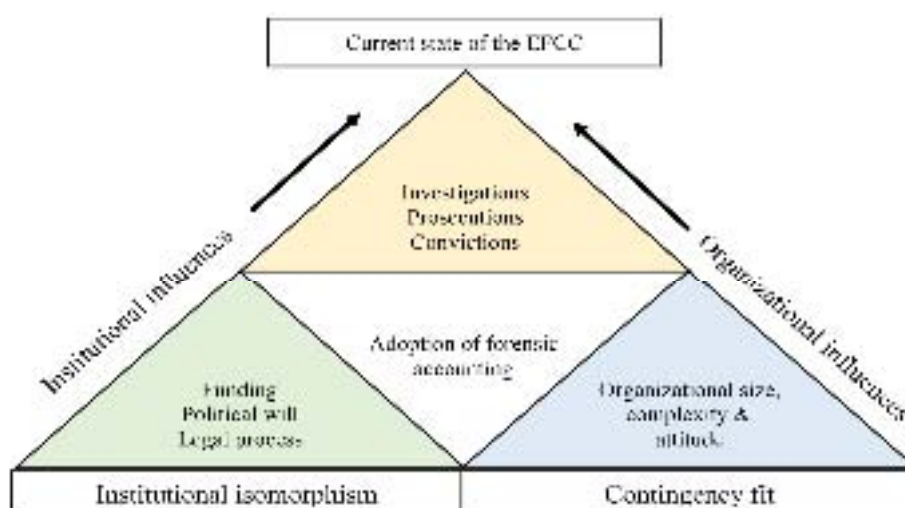 Current state of the EFCC
Investigations
Prosecutions
Convictions
Institutional influences
Organizational influences
Adoption of forensic
accounting
Funding
Political will
Legal process
Organizational size,
complexity &
attitude
Institutional isomorphism
Contingency fit